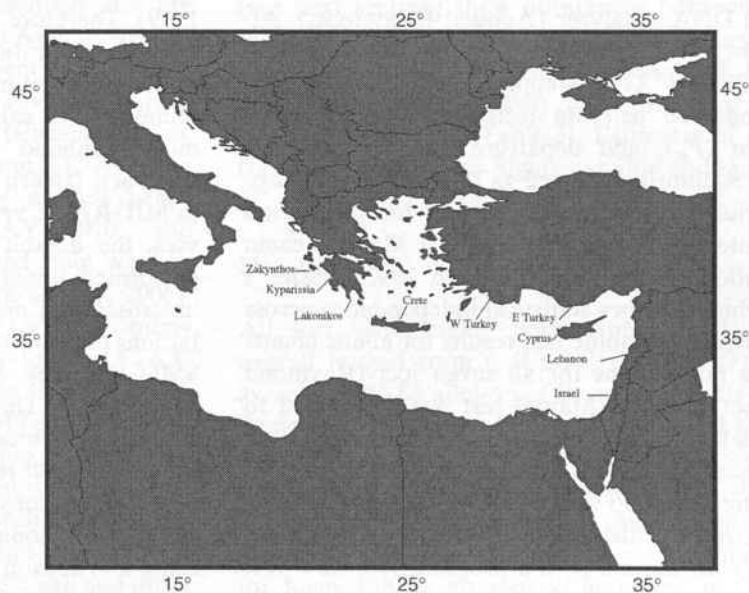 15° 25° 35°
45° 45°
Zakynthos
Kyparissia
Lakonikos
Crete
W Turkey
E Turkey
Cyprus
35° 35°
Lebanon
Israel
15° 25° 35°